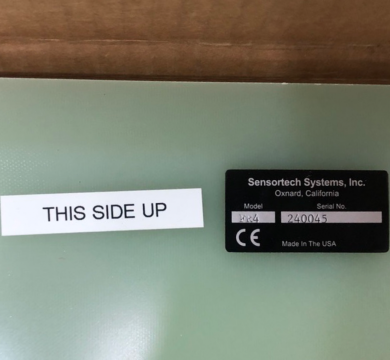 THIS SIDE UP
Sensortech Systems, Inc.
Oxnard, California
Model Serial No.
240045
CE
Made In The USA